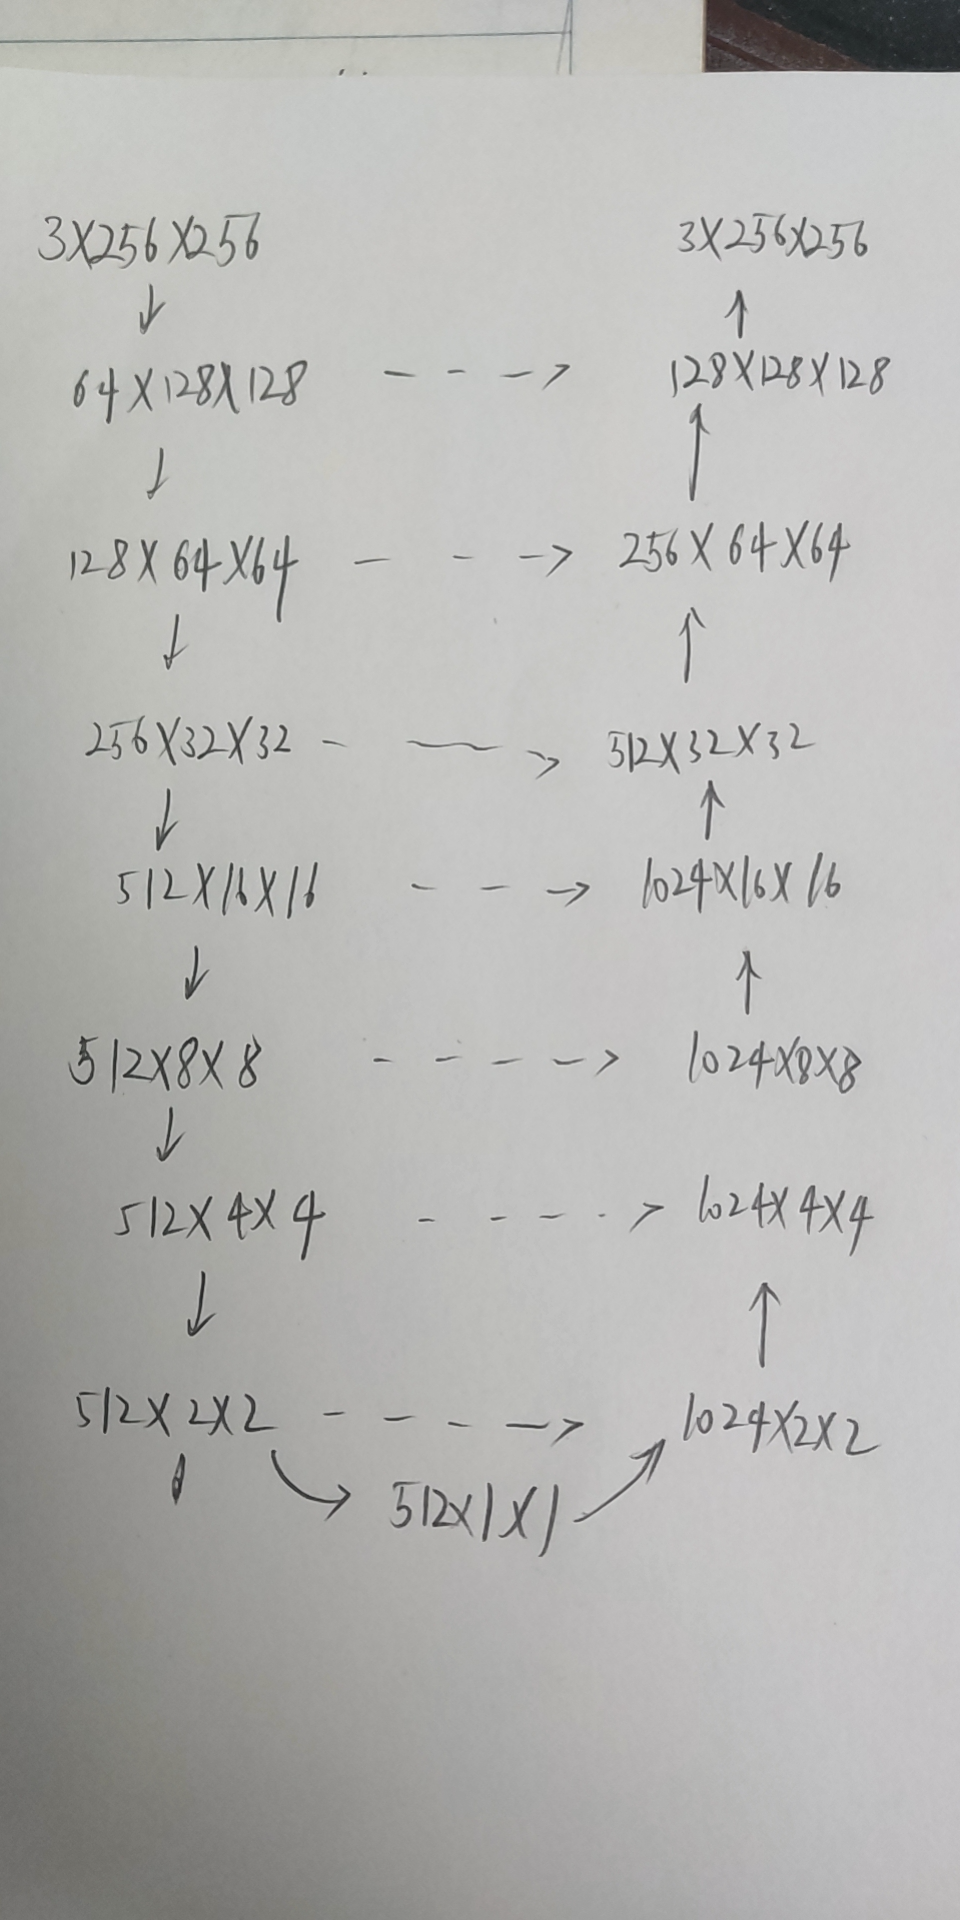 3X256X256 3X256X256
↓ ↑
64X128X128 - - -> 128X128X128
↓ ↑
128X64X64 - - -> 256X64X64
↓ ↑
256X32X32 - - -> 512X32X32
↓ ↑
512X16X16 - - -> 1024X16X16
↓ ↑
512X8X8 - - - -> 1024X8X8
↓ ↑
512X4X4 - - - - > 1024X4X4
↓ ↑
512X2X2 - - - -> 1024X2X2
512X1X1